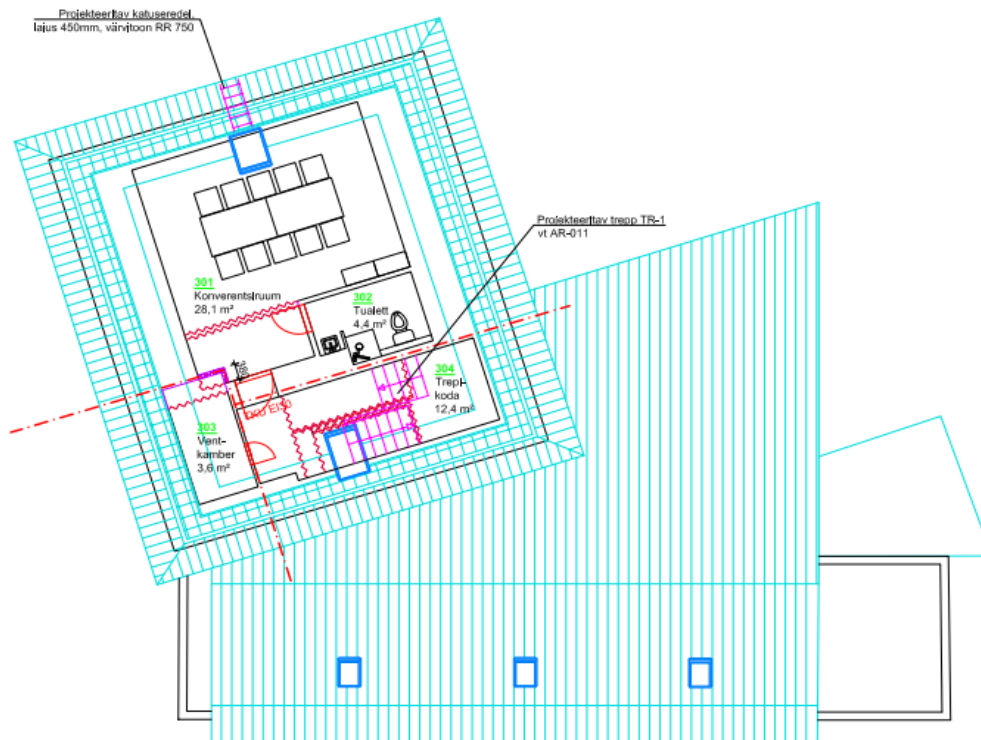 Projekteeritav katuseredel,
laius 450mm, värvitoon RR 750
Projekteeritav trepp TR-1
vt AR-011
301
Konverentsiruum
28,1 m²
302
Tualett
4,4 m²
304
Trepi-
koda
12,4 m²
303
Vent-
kamber
3,6 m²
380